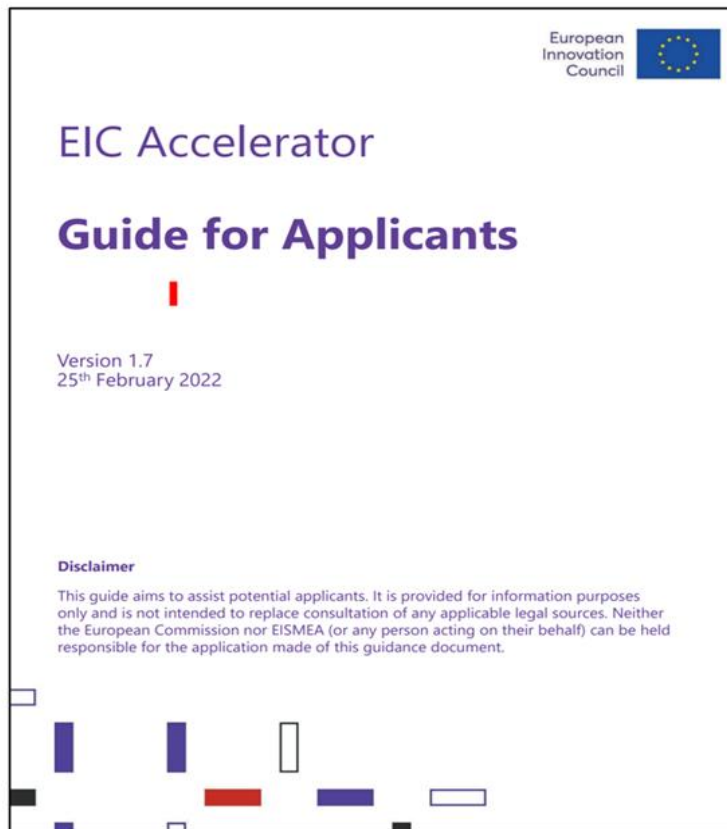 European
Innovation
Council
EIC Accelerator
Guide for Applicants
Version 1.7
25th February 2022
Disclaimer
This guide aims to assist potential applicants. It is provided for information purposes
only and is not intended to replace consultation of any applicable legal sources. Neither
the European Commission nor EISMEA (or any person acting on their behalf) can be held
responsible for the application made of this guidance document.